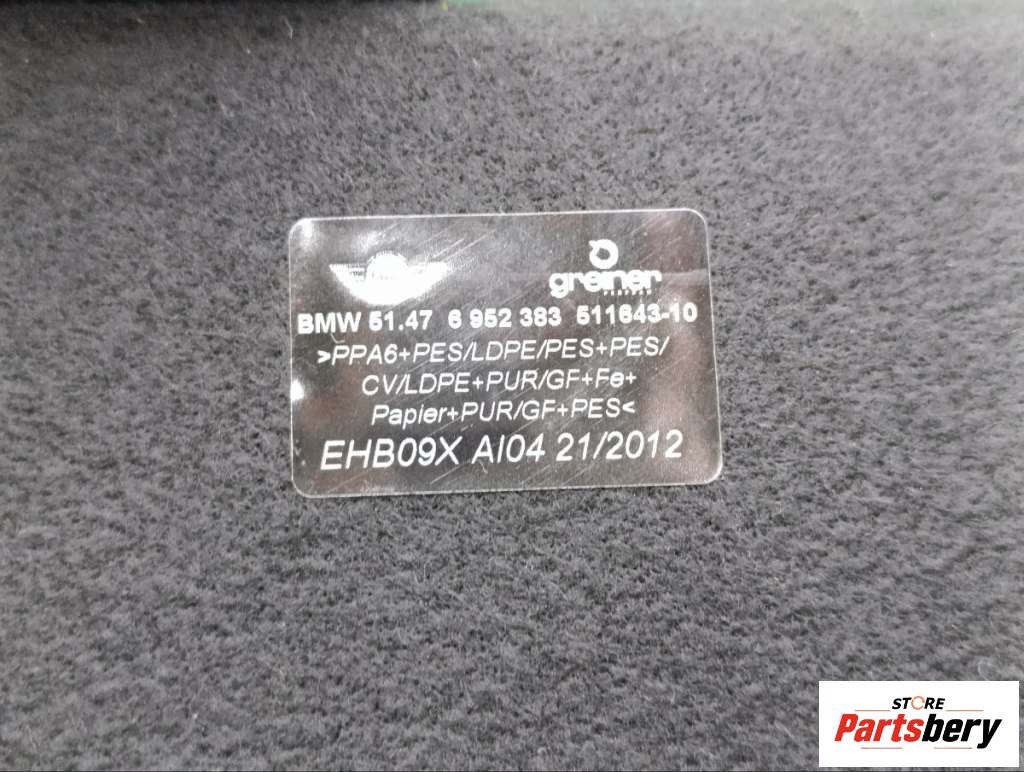 greiner
BMW 51.47 6 952 383 511643-10
>PPA6+PES/LDPE/PES+PES/
CV/LDPE+PUR/GF+Fe+
Papier+PUR/GF+PES<
EHB09X AI04 21/2012
STORE
Partsbery